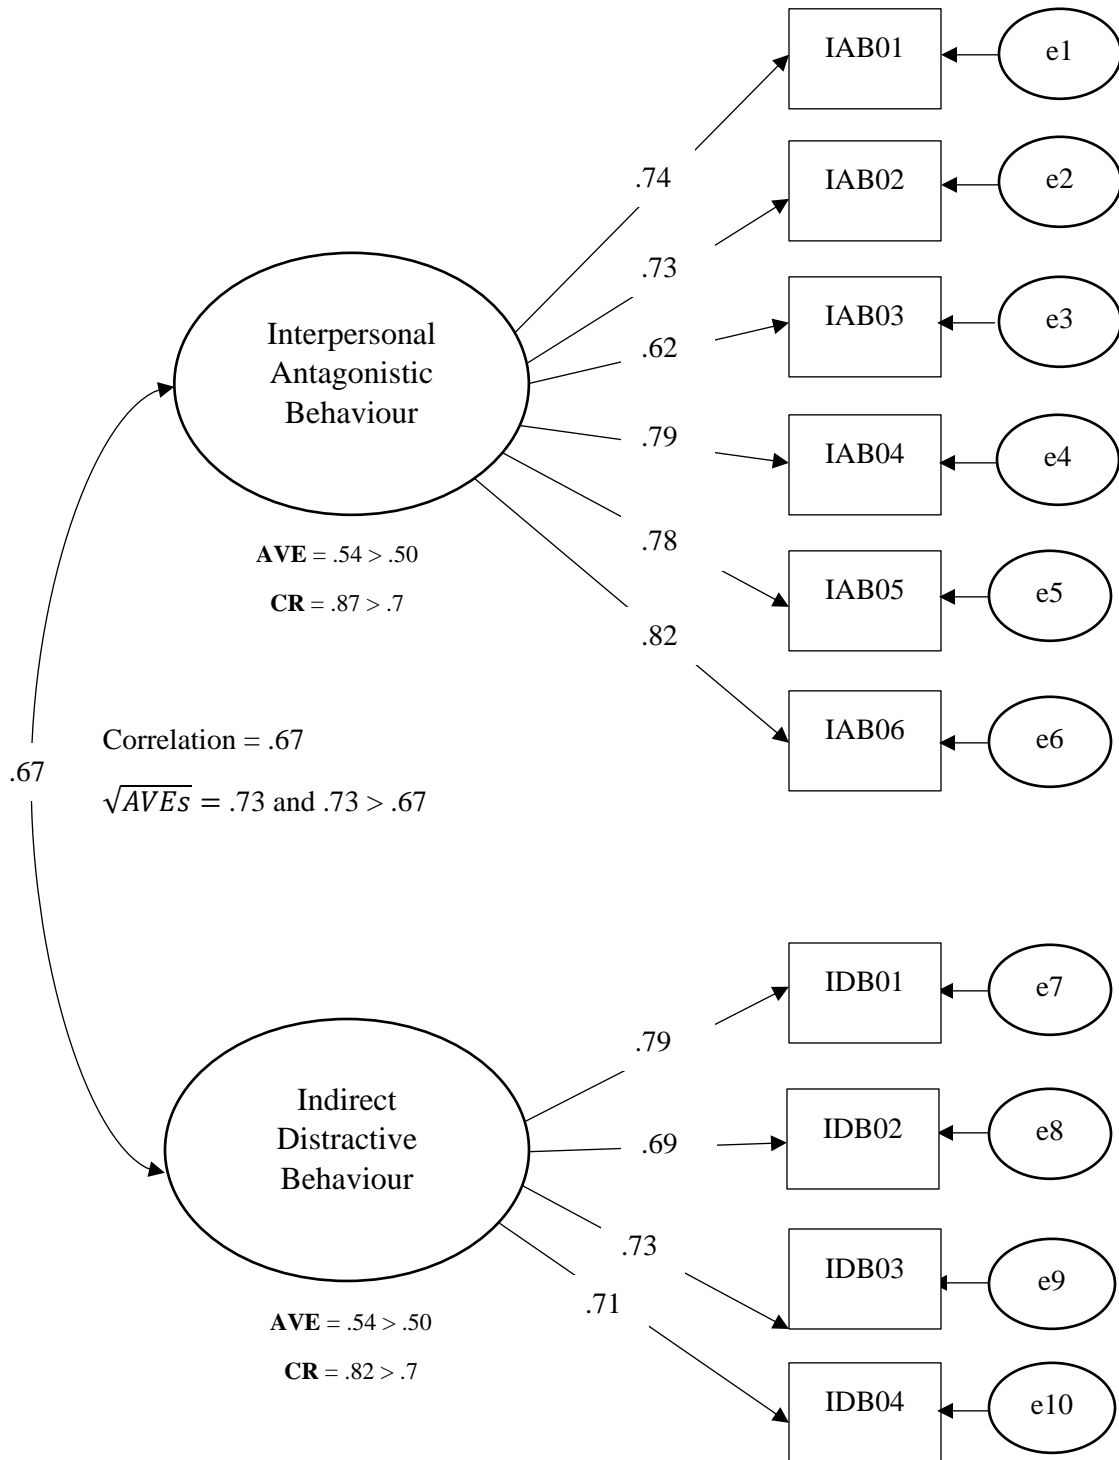 IAB01
e1
.74
IAB02
e2
.73
Interpersonal
Antagonistic
Behaviour
IAB03
e3
.62
.79
IAB04
e4
AVE = .54 > .50
CR = .87 > .7
.78
IAB05
e5
.82
IAB06
e6
.67
Correlation = .67
√AVEs = .73 and .73 > .67
IDB01
e7
.79
Indirect
Distractive
Behaviour
.69
IDB02
e8
.73
IDB03
e9
.71
AVE = .54 > .50
CR = .82 > .7
IDB04
e10